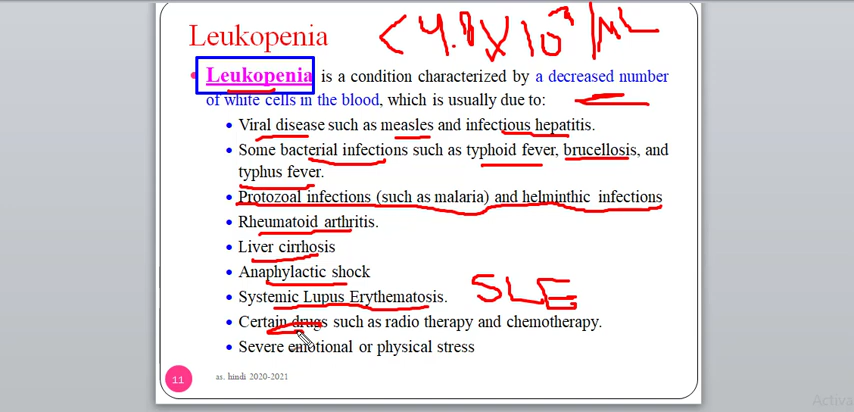 Leukopenia <4.0x10³/mL
• Leukopenia is a condition characterized by a decreased number
of white cells in the blood, which is usually due to:
• Viral disease such as measles and infectious hepatitis.
• Some bacterial infections such as typhoid fever, brucellosis, and
typhus fever.
• Protozoal infections (such as malaria) and helminthic infections
• Rheumatoid arthritis.
• Liver cirrhosis
• Anaphylactic shock
• Systemic Lupus Erythematosis. SLE
• Certain drugs such as radio therapy and chemotherapy.
• Severe emotional or physical stress
11 as. hindi 2020-2021
Activa